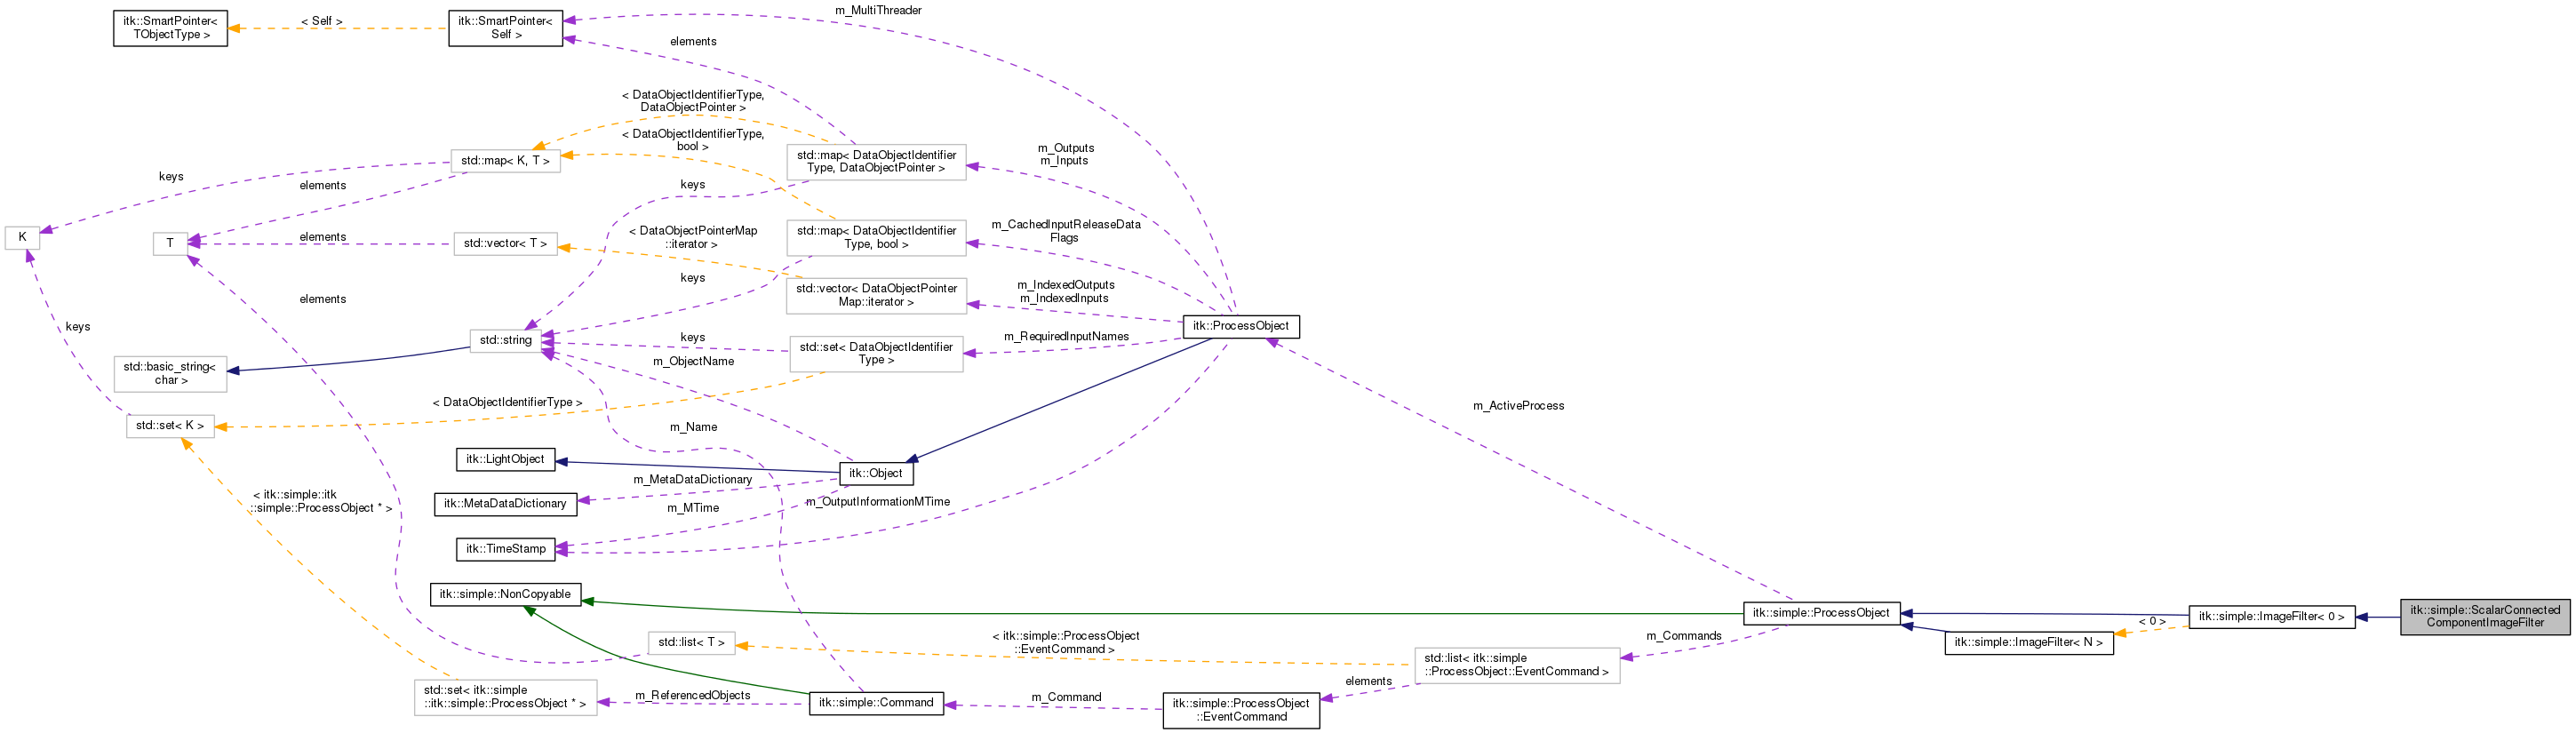 itk::SmartPointer<
TObjectType >
< Self >
itk::SmartPointer<
Self >
m_MultiThreader
elements
< DataObjectIdentifierType,
DataObjectPointer >
< DataObjectIdentifierType,
bool >
std::map< K, T >
std::map< DataObjectIdentifier
Type, DataObjectPointer >
m_Outputs
m_Inputs
keys
elements
keys
K
T
elements
std::vector< T >
< DataObjectPointerMap
::iterator >
std::map< DataObjectIdentifier
Type, bool >
m_CachedInputReleaseData
Flags
keys
std::vector< DataObjectPointer
Map::iterator >
m_IndexedOutputs
m_IndexedInputs
elements
keys
itk::ProcessObject
std::string
keys
std::set< DataObjectIdentifier
Type >
m_RequiredInputNames
m_ObjectName
std::basic_string<
char >
< DataObjectIdentifierType >
m_ActiveProcess
std::set< K >
m_Name
itk::LightObject
itk::Object
m_MetaDataDictionary
itk::MetaDataDictionary
< itk::simple::itk
::simple::ProcessObject * >
m_MTime
m_OutputInformationMTime
itk::TimeStamp
itk::simple::NonCopyable
itk::simple::ProcessObject
itk::simple::ImageFilter< 0 >
itk::simple::ScalarConnected
ComponentImageFilter
< 0 >
itk::simple::ImageFilter< N >
m_Commands
std::list< T >
< itk::simple::ProcessObject
::EventCommand >
std::list< itk::simple
::ProcessObject::EventCommand >
elements
std::set< itk::simple
::itk::simple::ProcessObject * >
m_ReferencedObjects
itk::simple::Command
m_Command
itk::simple::ProcessObject
::EventCommand